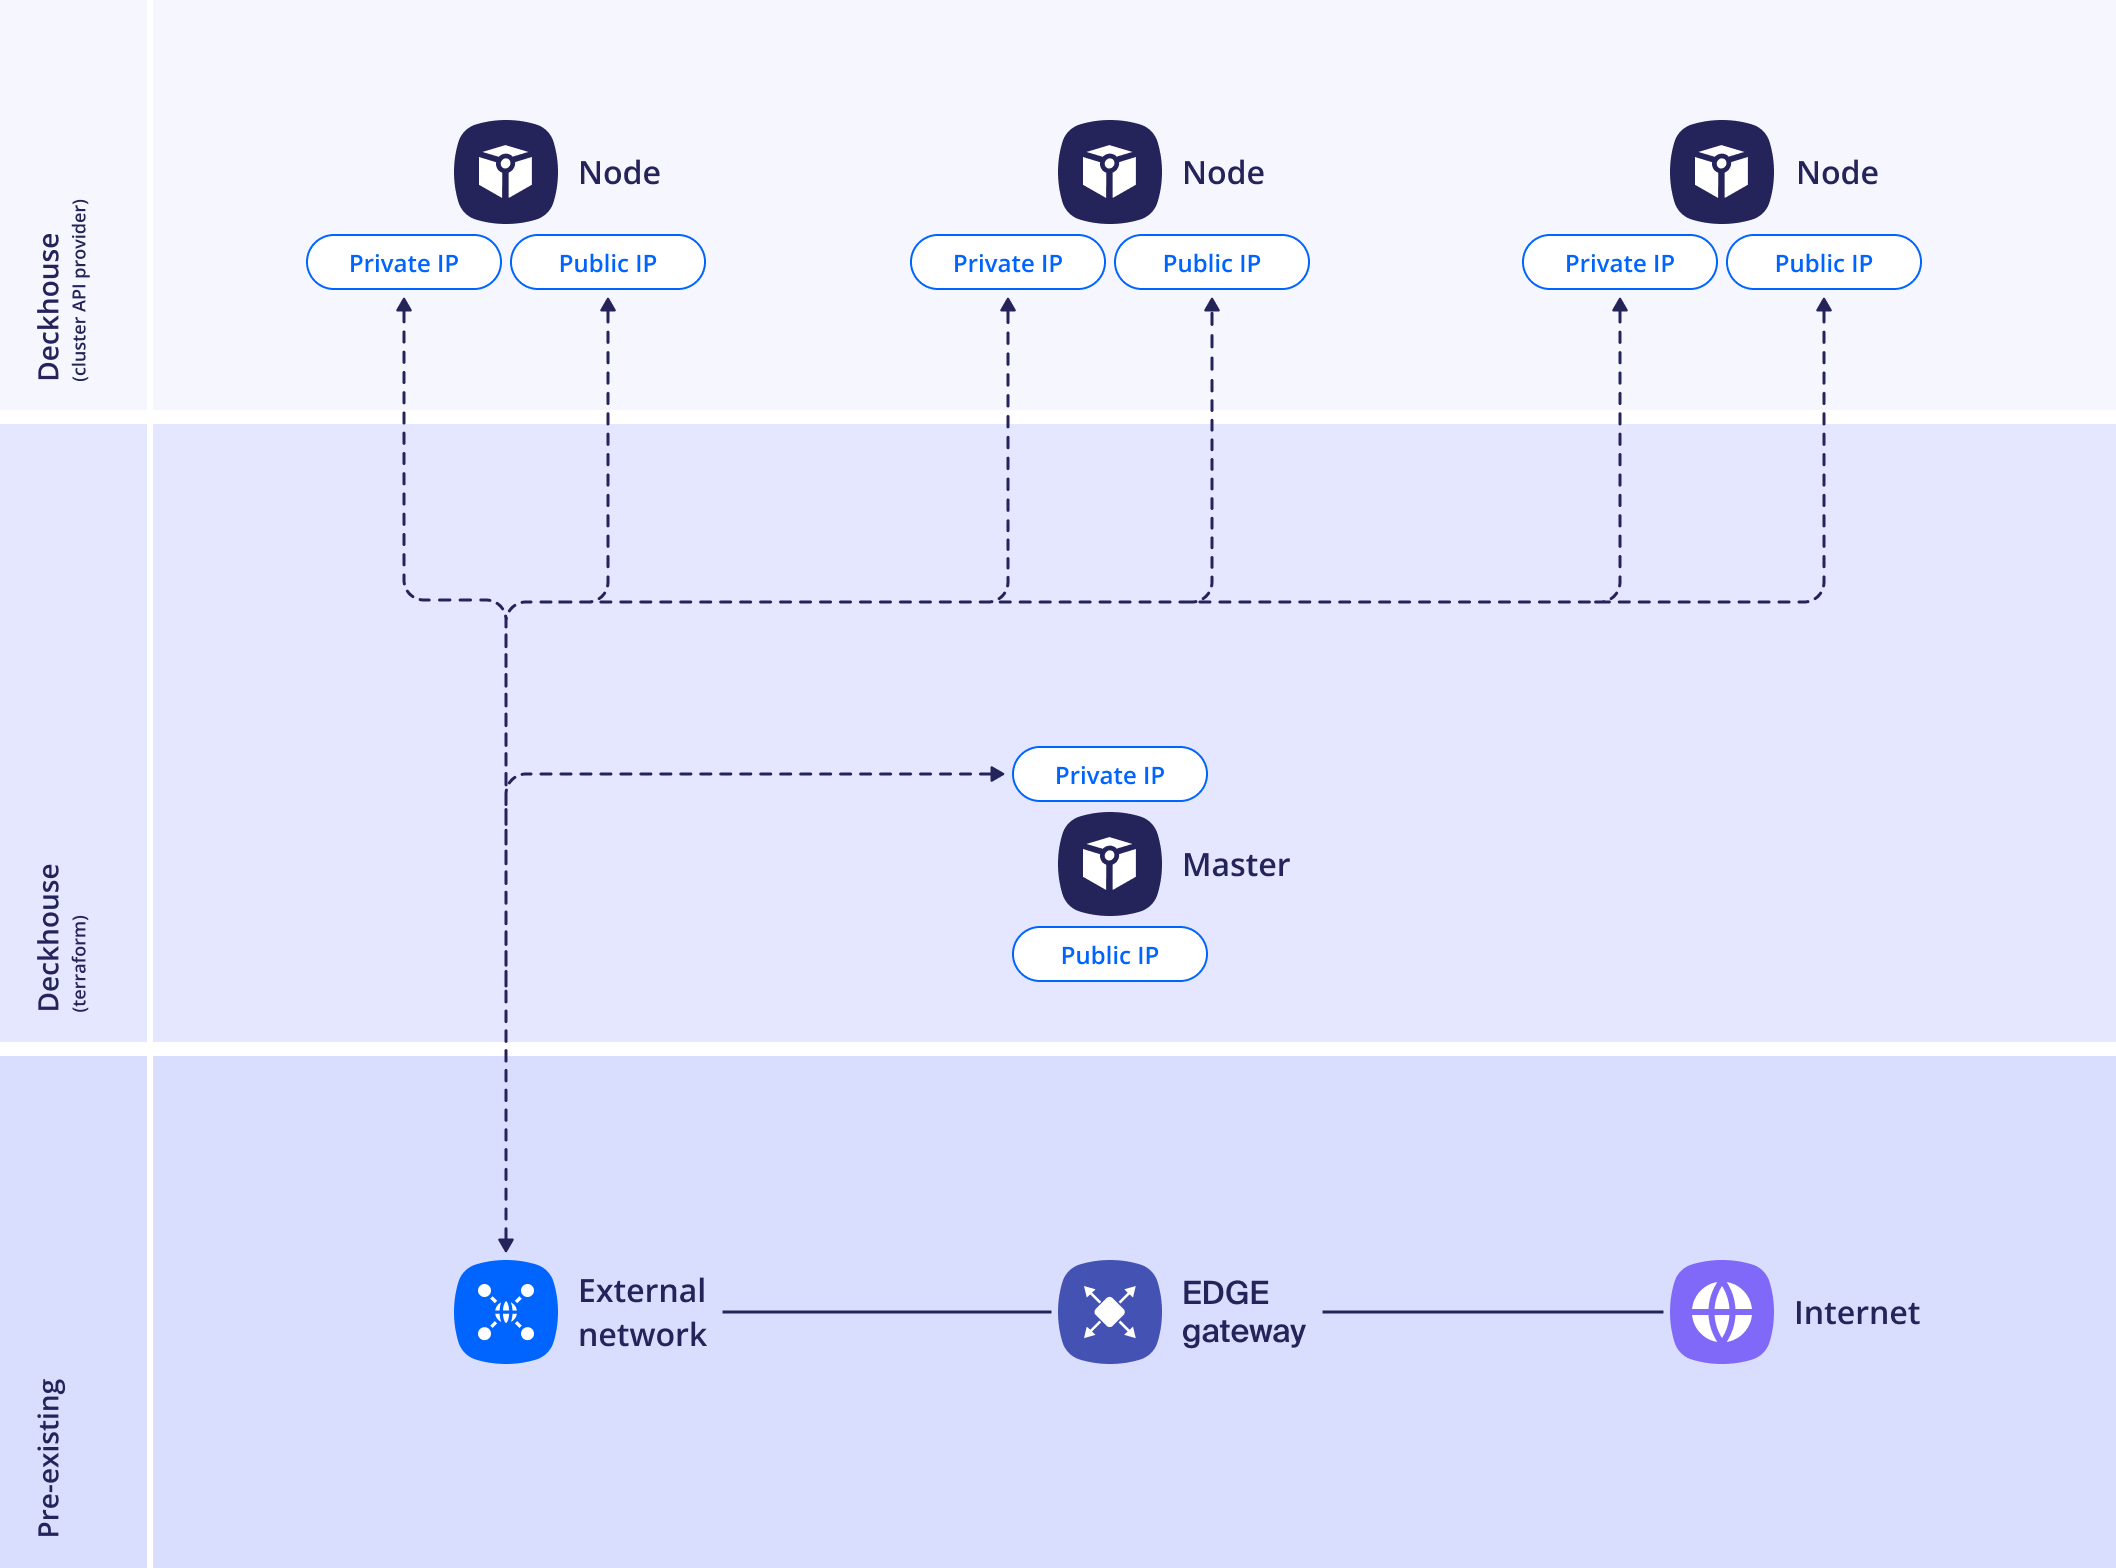 Deckhouse
(cluster API provider)
Node
Node
Node
Private IP
Public IP
Private IP
Public IP
Private IP
Public IP
Deckhouse
(terraform)
Private IP
Master
Public IP
Pre-existing
External
network
EDGE
gateway
Internet